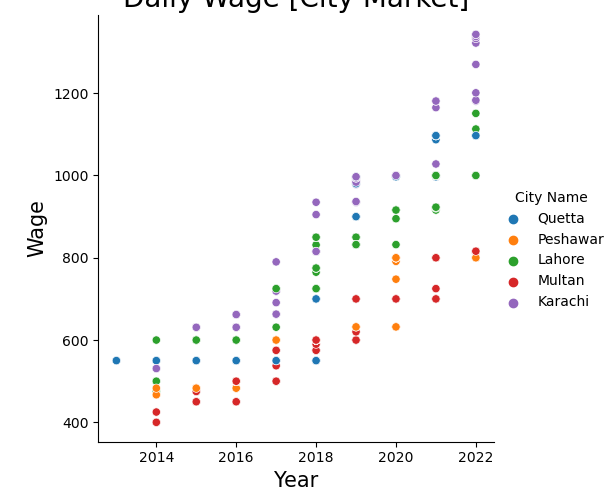 Daily Wage [City Market]
Wage
1200
1000
800
600
400
2014 2016 2018 2020 2022
Year
City Name
Quetta
Peshawar
Lahore
Multan
Karachi